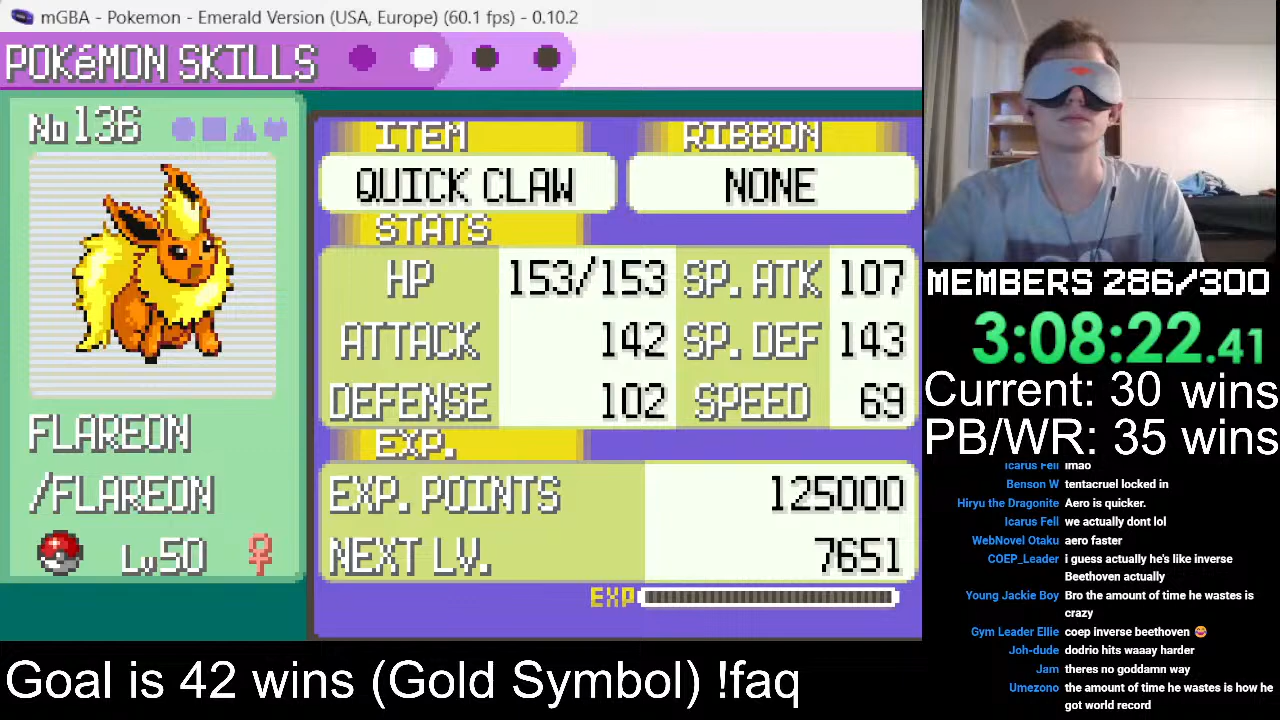 mGBA - Pokemon - Emerald Version (USA, Europe) (60.1 fps) - 0.10.2
POKéMON SKILLS
No 136
ITEM
RIBBON
QUICK CLAW
NONE
STATS
HP 153/153 SP. ATK 107
ATTACK 142 SP. DEF 143
DEFENSE 102 SPEED 69
EXP.
EXP. POINTS 125000
NEXT LV. 7651
EXP
FLAREON
/FLAREON
Lv50 ♀
MEMBERS 286/300
3:08:22.41
Current: 30 wins
PB/WR: 35 wins
Icarus Fell lmao
Benson W tentacruel locked in
Hiryu the Dragonite Aero is quicker.
Icarus Fell we actually dont lol
WebNovel Otaku aero faster
COEP_Leader i guess actually he's like inverse
Beethoven actually
Young Jackie Boy Bro the amount of time he wastes is
crazy
Gym Leader Ellie coep inverse beethoven 😂
Joh-dude dodrio hits waaay harder
Jam theres no goddamn way
Umezono the amount of time he wastes is how he
got world record
Goal is 42 wins (Gold Symbol) !faq